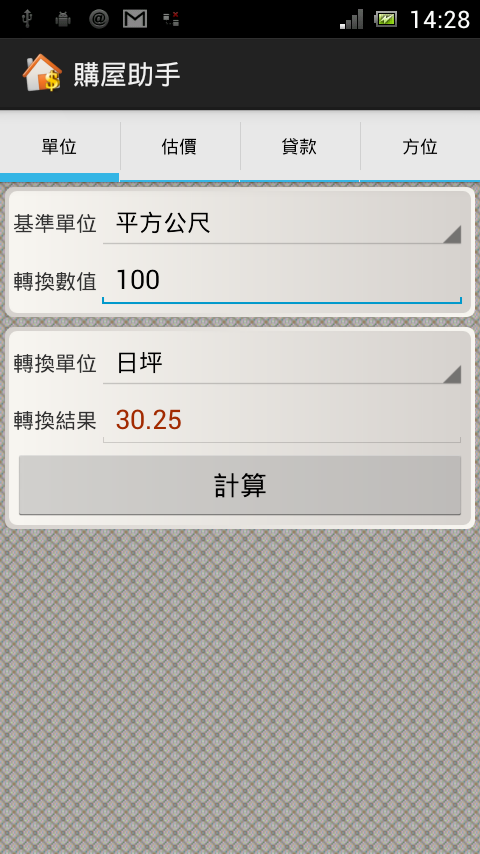 14:28
購屋助手
單位 估價 貸款 方位
基準單位 平方公尺
轉換數值 100
轉換單位 日坪
轉換結果 30.25
計算